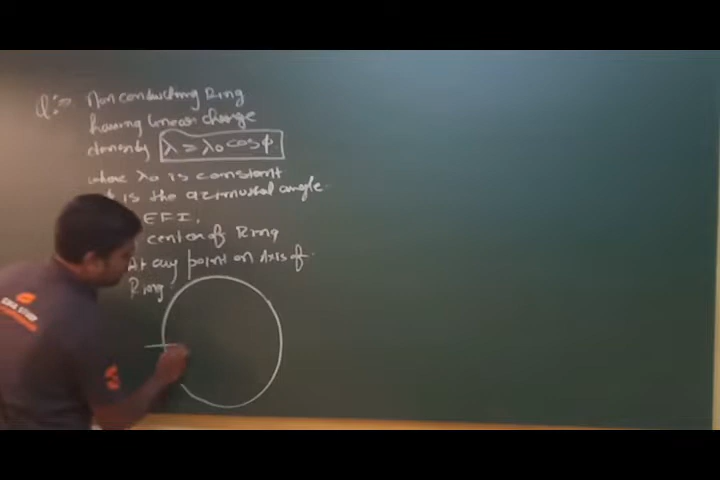 Q:⇒ Non conducting Ring
having linear charge
density λ = λ₀ cos φ
where λ₀ is constant
is the azimuthal angle
EFI.
center of Ring
At any point on Axis of
Ring.